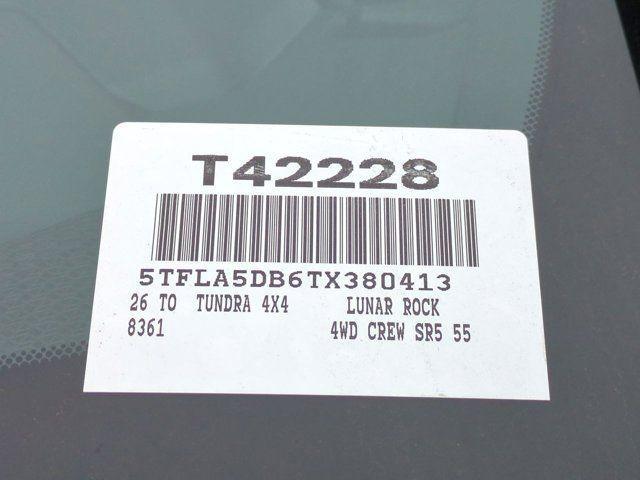 T42228
5TFLA5DB6TX380413
26 TO TUNDRA 4X4 LUNAR ROCK
8361 4WD CREW SR5 55